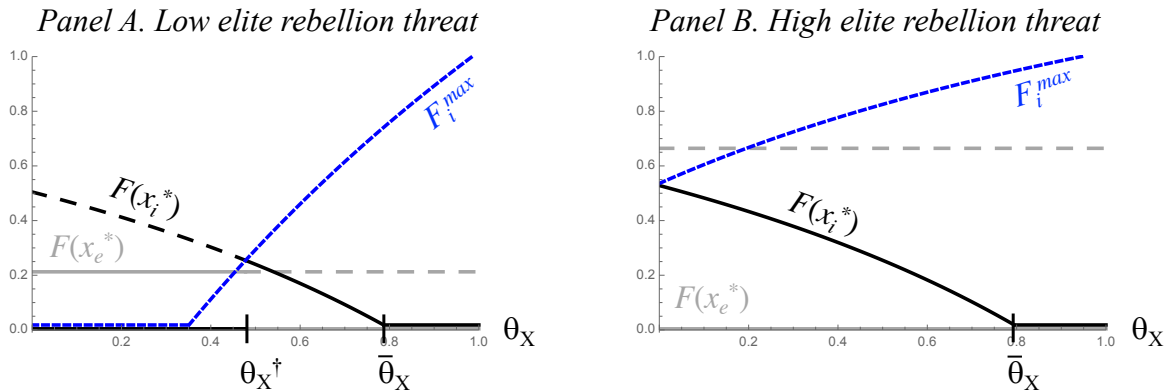 Panel A. Low elite rebellion threat
1.0
0.8
0.6
0.4
0.2
0.0
F_i^max
F(x_i*)
F(x_e*)
0.2
0.4
0.6
0.8
1.0
θ_X
θ_X†
θ̄_X
Panel B. High elite rebellion threat
1.0
0.8
0.6
0.4
0.2
0.0
F_i^max
F(x_i*)
F(x_e*)
0.2
0.4
0.6
0.8
1.0
θ_X
θ̄_X